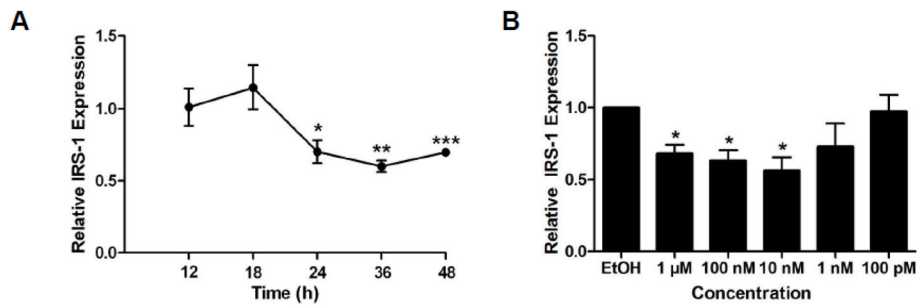 A
Relative IRS-1 Expression
1.5
1.0
0.5
0.0
*
**
***
12 18 24 36 48
Time (h)
B
Relative IRS-1 Expression
1.5
1.0
0.5
0.0
* * *
EtOH 1 µM 100 nM 10 nM 1 nM 100 pM
Concentration